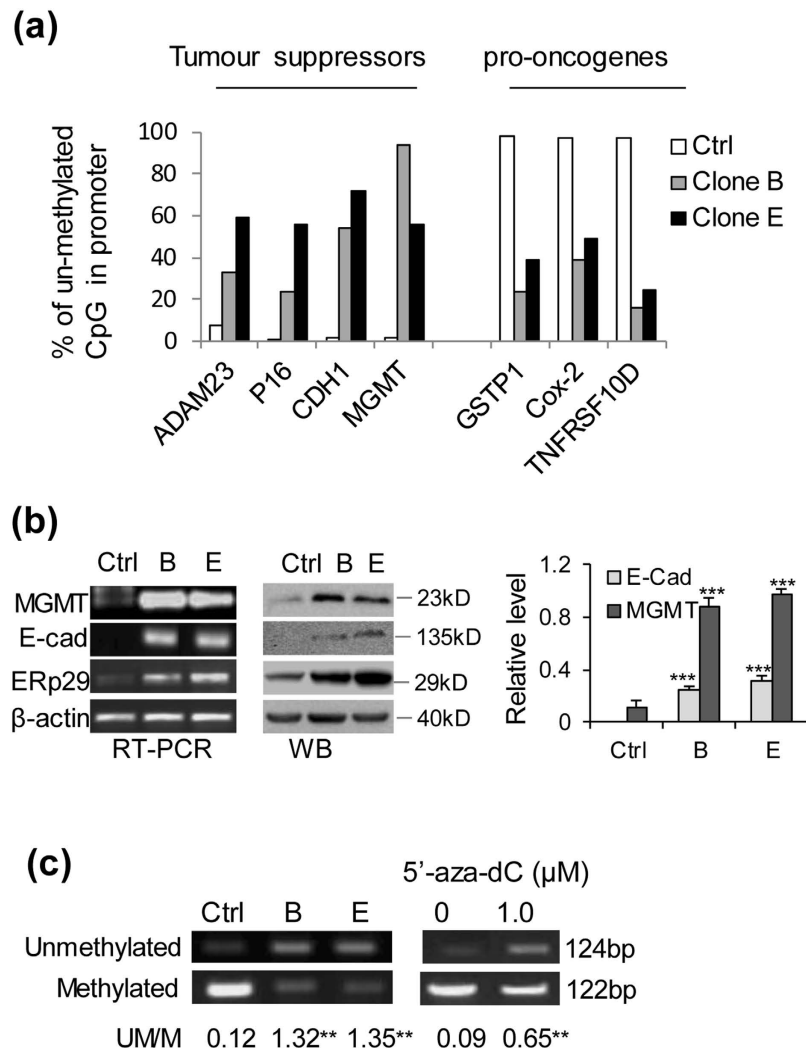 (a)
Tumour suppressors pro-oncogenes
% of un-methylated
CpG in promoter
100
80
60
40
20
0
Ctrl
Clone B
Clone E
ADAM23 P16 CDH1 MGMT GSTP1 Cox-2 TNFRSF10D
(b)
Ctrl B E Ctrl B E
MGMT 23kD
E-cad 135kD
ERp29 29kD
β-actin 40kD
RT-PCR WB
Relative level
1.2
0.8
0.4
0
E-Cad
MGMT
*** *** *** ***
Ctrl B E
(c)
5'-aza-dC (μM)
Ctrl B E 0 1.0
Unmethylated 124bp
Methylated 122bp
UM/M 0.12 1.32** 1.35** 0.09 0.65**